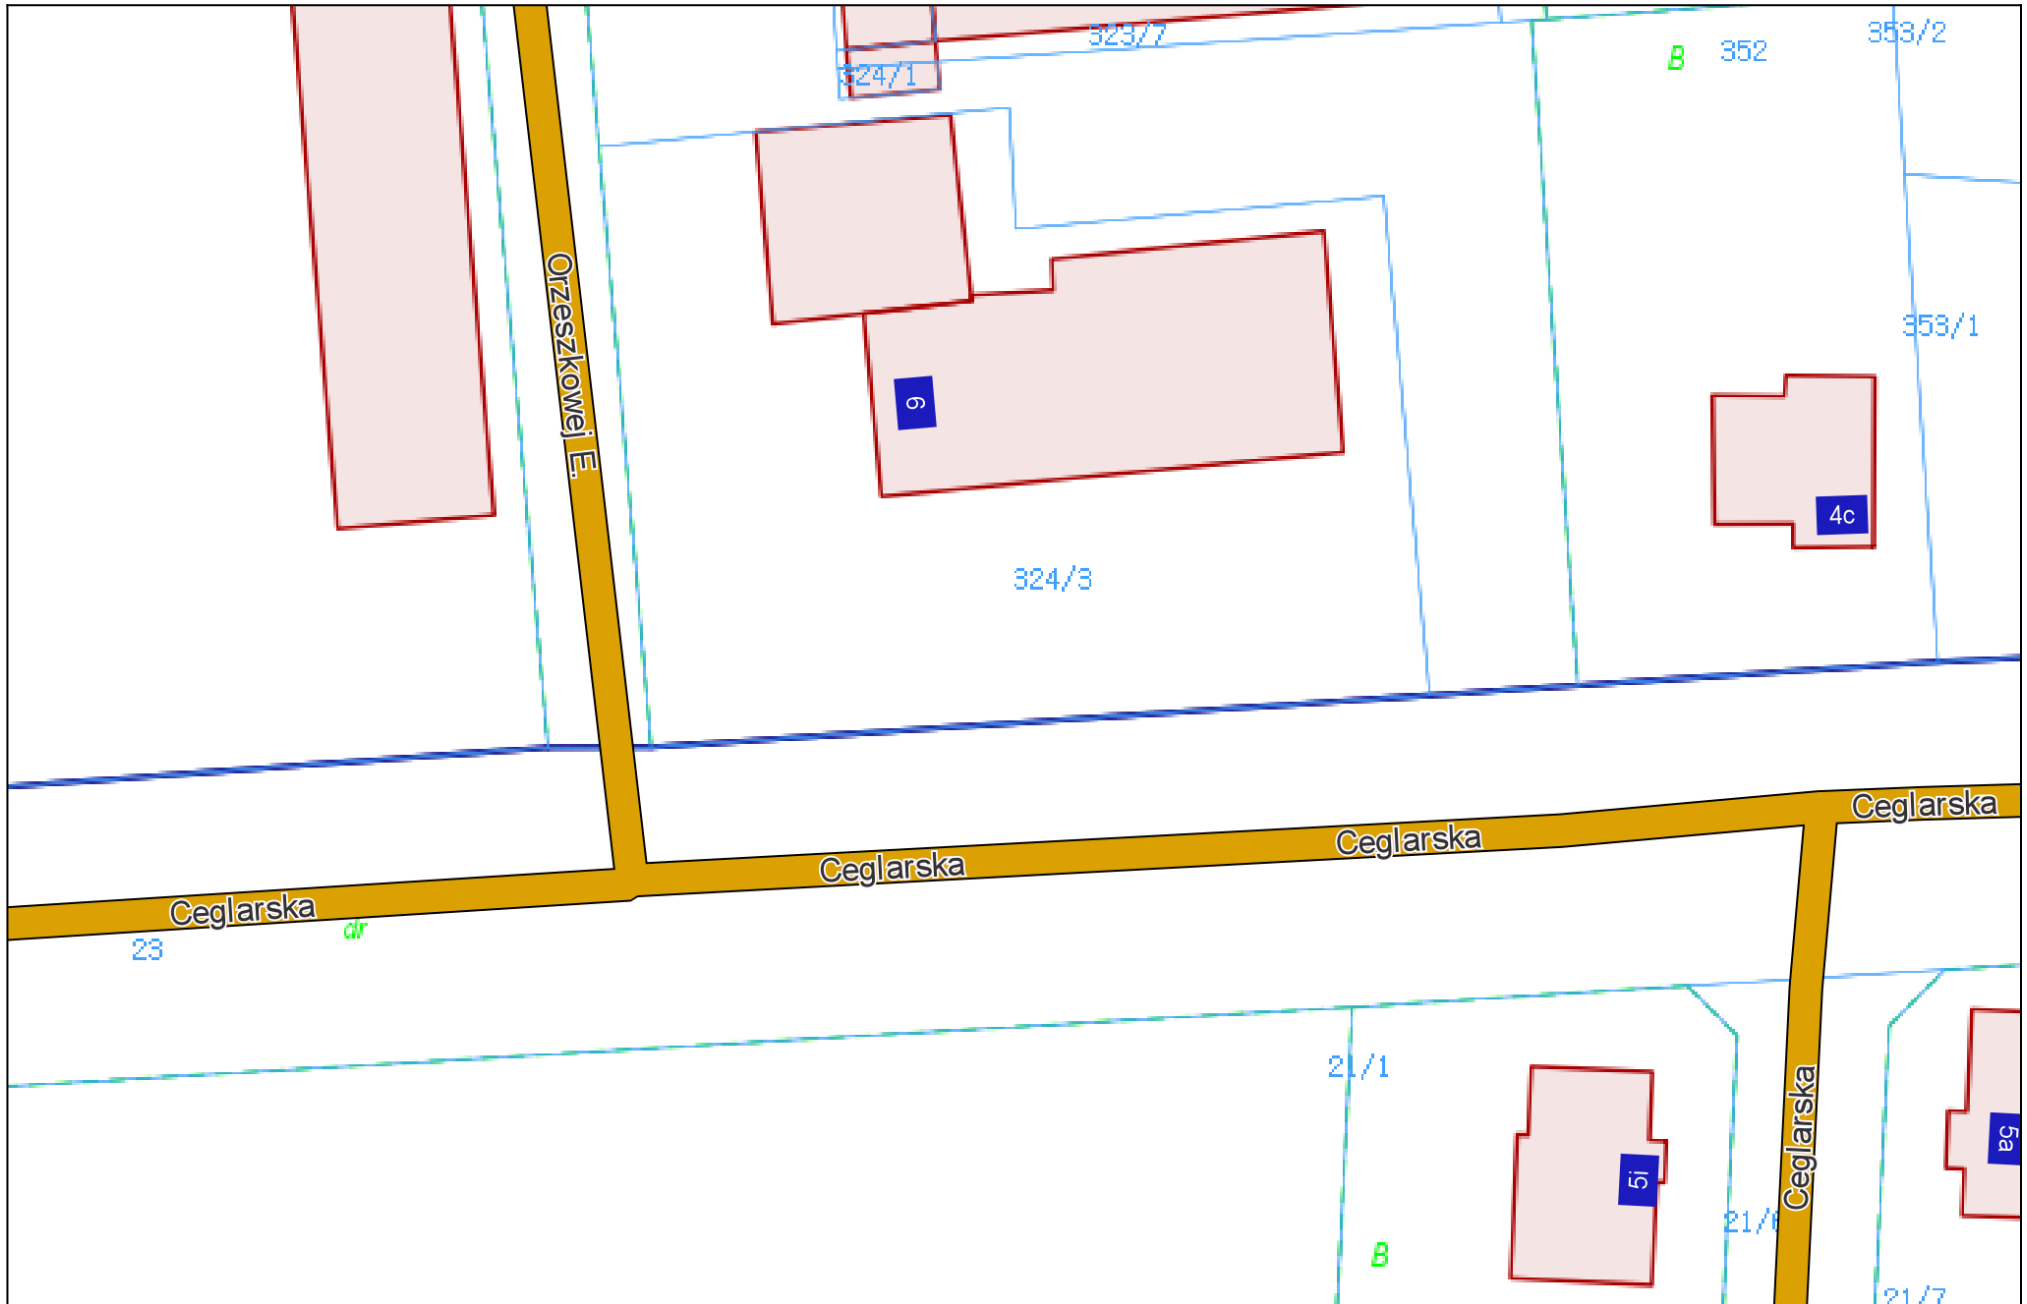 323/7
353/2
352
B
324/1
Orzeszkowej E.
353/1
9
4c
324/3
Ceglarska
Ceglarska
Ceglarska
Ceglarska
dr
23
21/1
Ceglarska
5a
5i
B
21/7